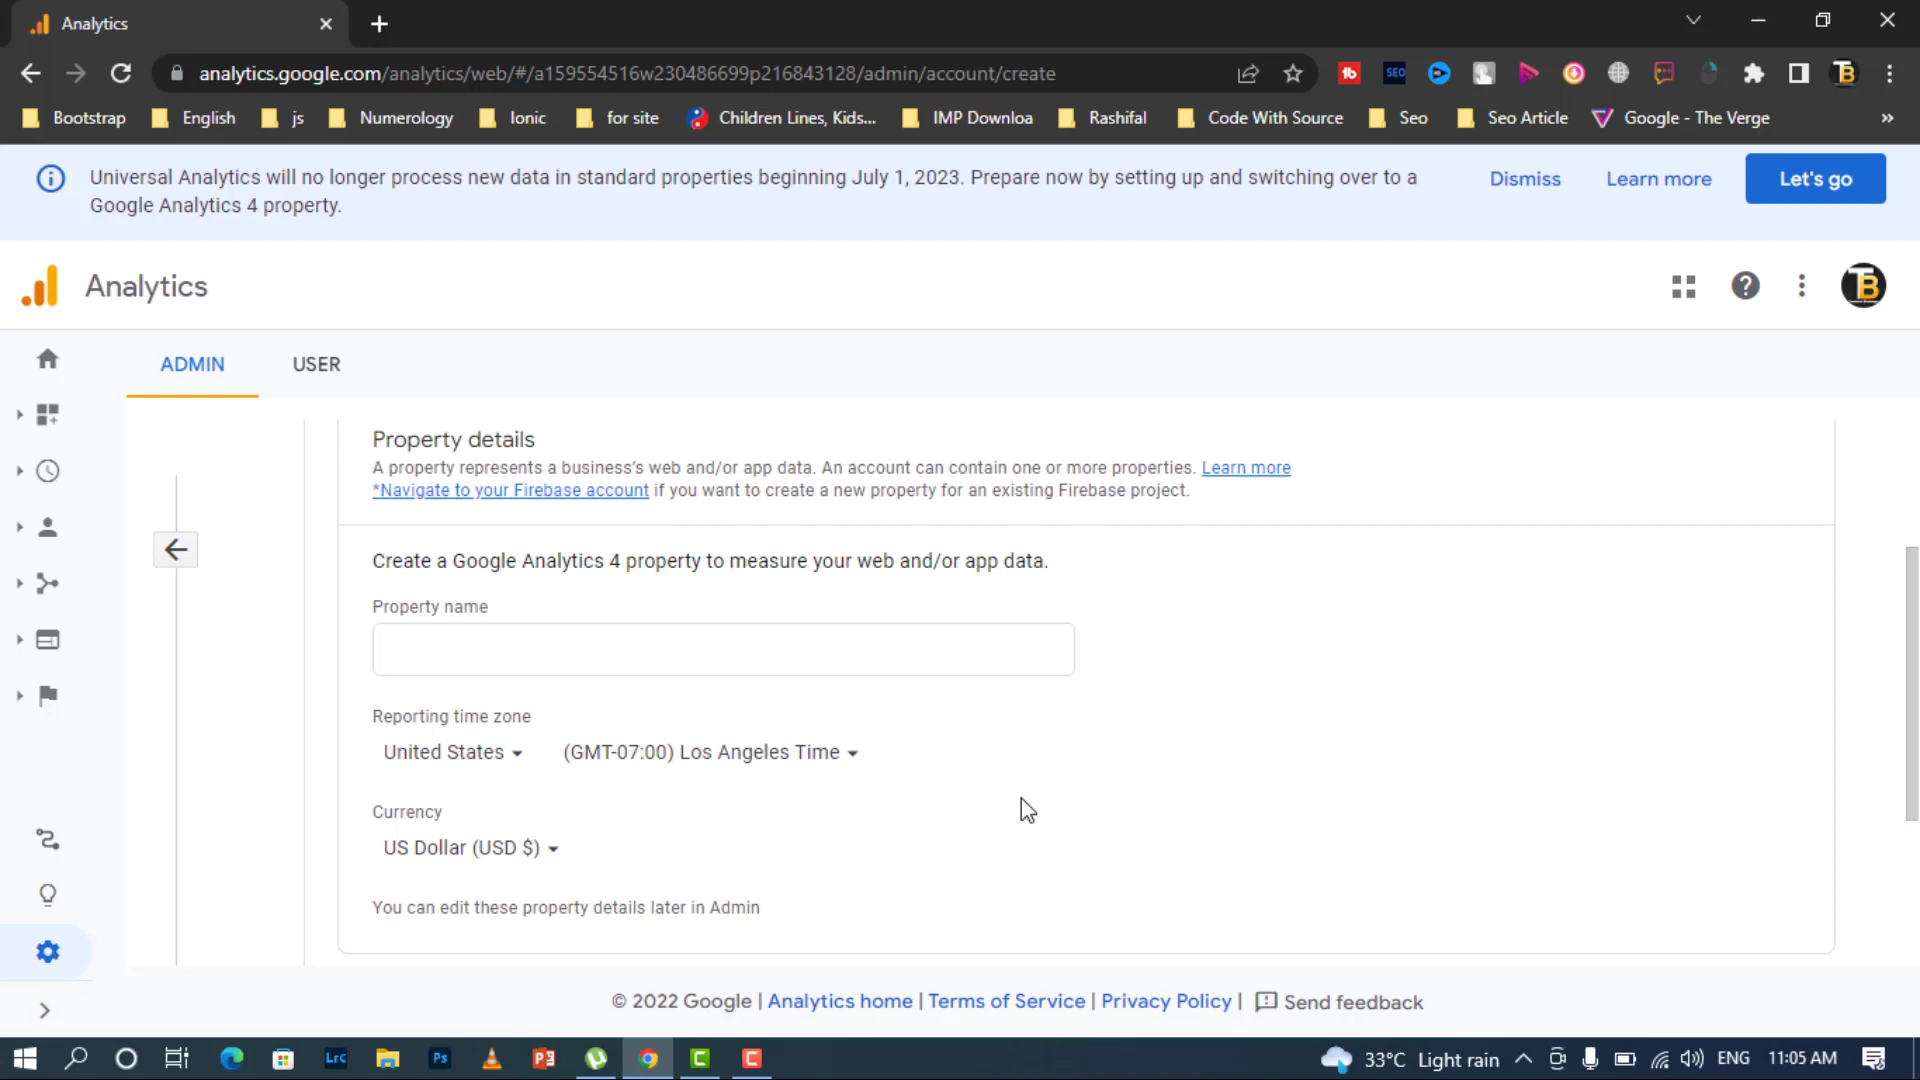 Analytics
analytics.google.com/analytics/web/#/a159554516w230486699p216843128/admin/account/create
SEO
TB
Bootstrap English js Numerology Ionic for site Children Lines, Kids... IMP Downloa Rashifal Code With Source Seo Seo Article Google - The Verge »
Universal Analytics will no longer process new data in standard properties beginning July 1, 2023. Prepare now by setting up and switching over to a
Google Analytics 4 property.
Dismiss Learn more Let's go
Analytics
TB
ADMIN USER
Property details
A property represents a business's web and/or app data. An account can contain one or more properties. Learn more
*Navigate to your Firebase account if you want to create a new property for an existing Firebase project.
Create a Google Analytics 4 property to measure your web and/or app data.
Property name
Reporting time zone
United States (GMT-07:00) Los Angeles Time
Currency
US Dollar (USD $)
You can edit these property details later in Admin
© 2022 Google | Analytics home | Terms of Service | Privacy Policy | Send feedback
Lrc Ps C C 33°C Light rain ENG 11:05 AM